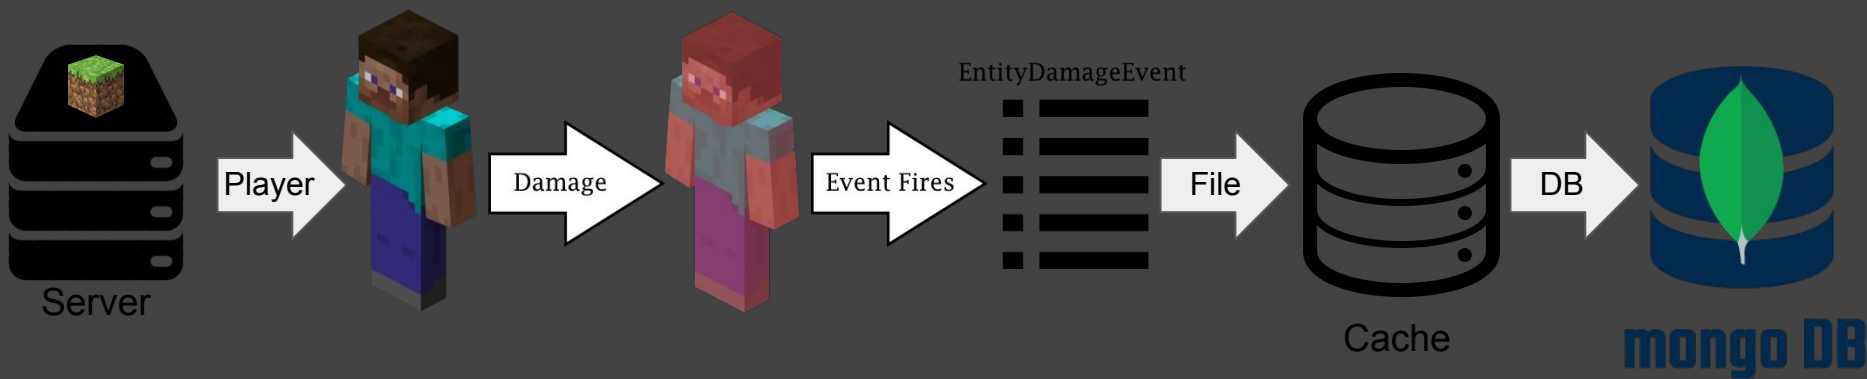 Server
Player
Damage
Event Fires
EntityDamageEvent
File
Cache
DB
mongo DB